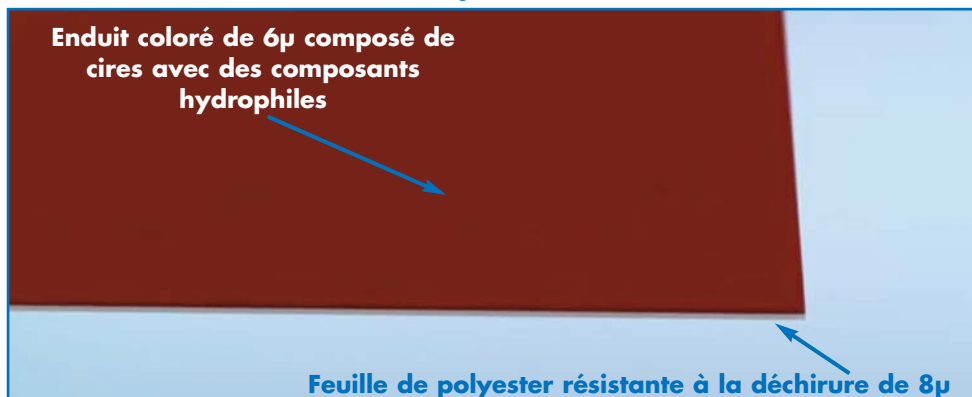 Enduit coloré de 6µ composé de
cires avec des composants
hydrophiles
Feuille de polyester résistante à la déchirure de 8µ